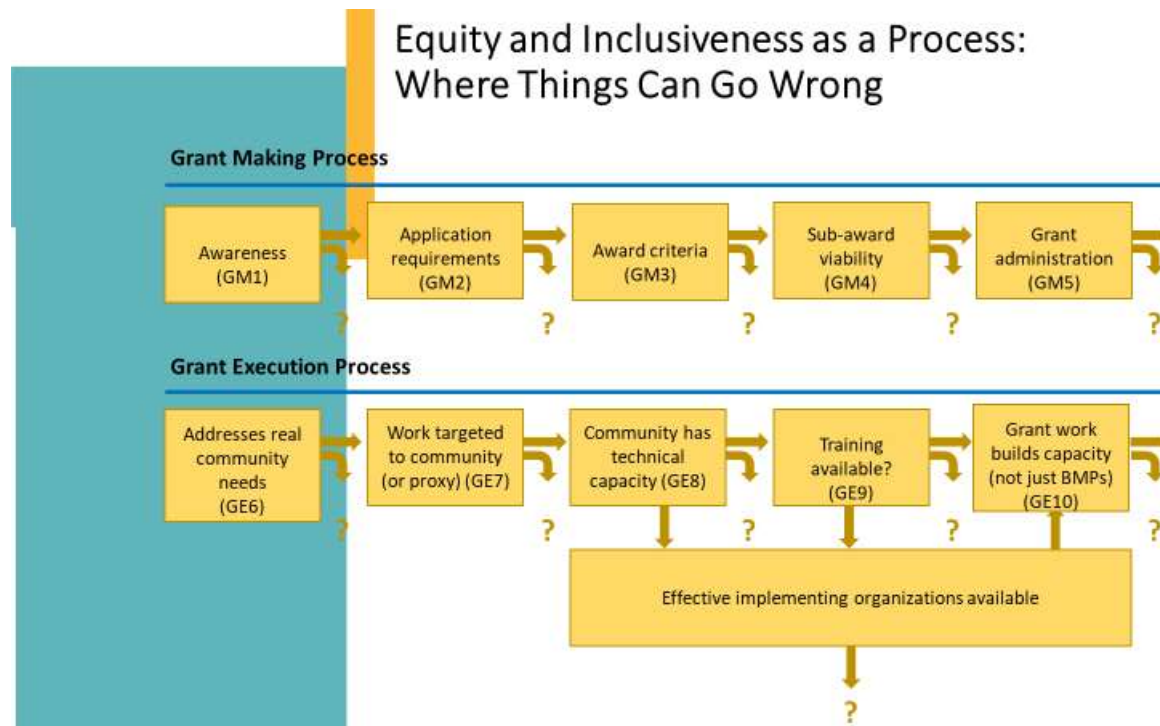 Equity and Inclusiveness as a Process:
Where Things Can Go Wrong
Grant Making Process
Awareness
(GM1)
Application
requirements
(GM2)
Award criteria
(GM3)
Sub-award
viability
(GM4)
Grant
administration
(GM5)
?
?
?
?
?
Grant Execution Process
Addresses real
community
needs
(GE6)
Work targeted
to community
(or proxy) (GE7)
Community has
technical
capacity (GE8)
Training
available?
(GE9)
Grant work
builds capacity
(not just BMPs)
(GE10)
?
?
?
?
?
Effective implementing organizations available
?